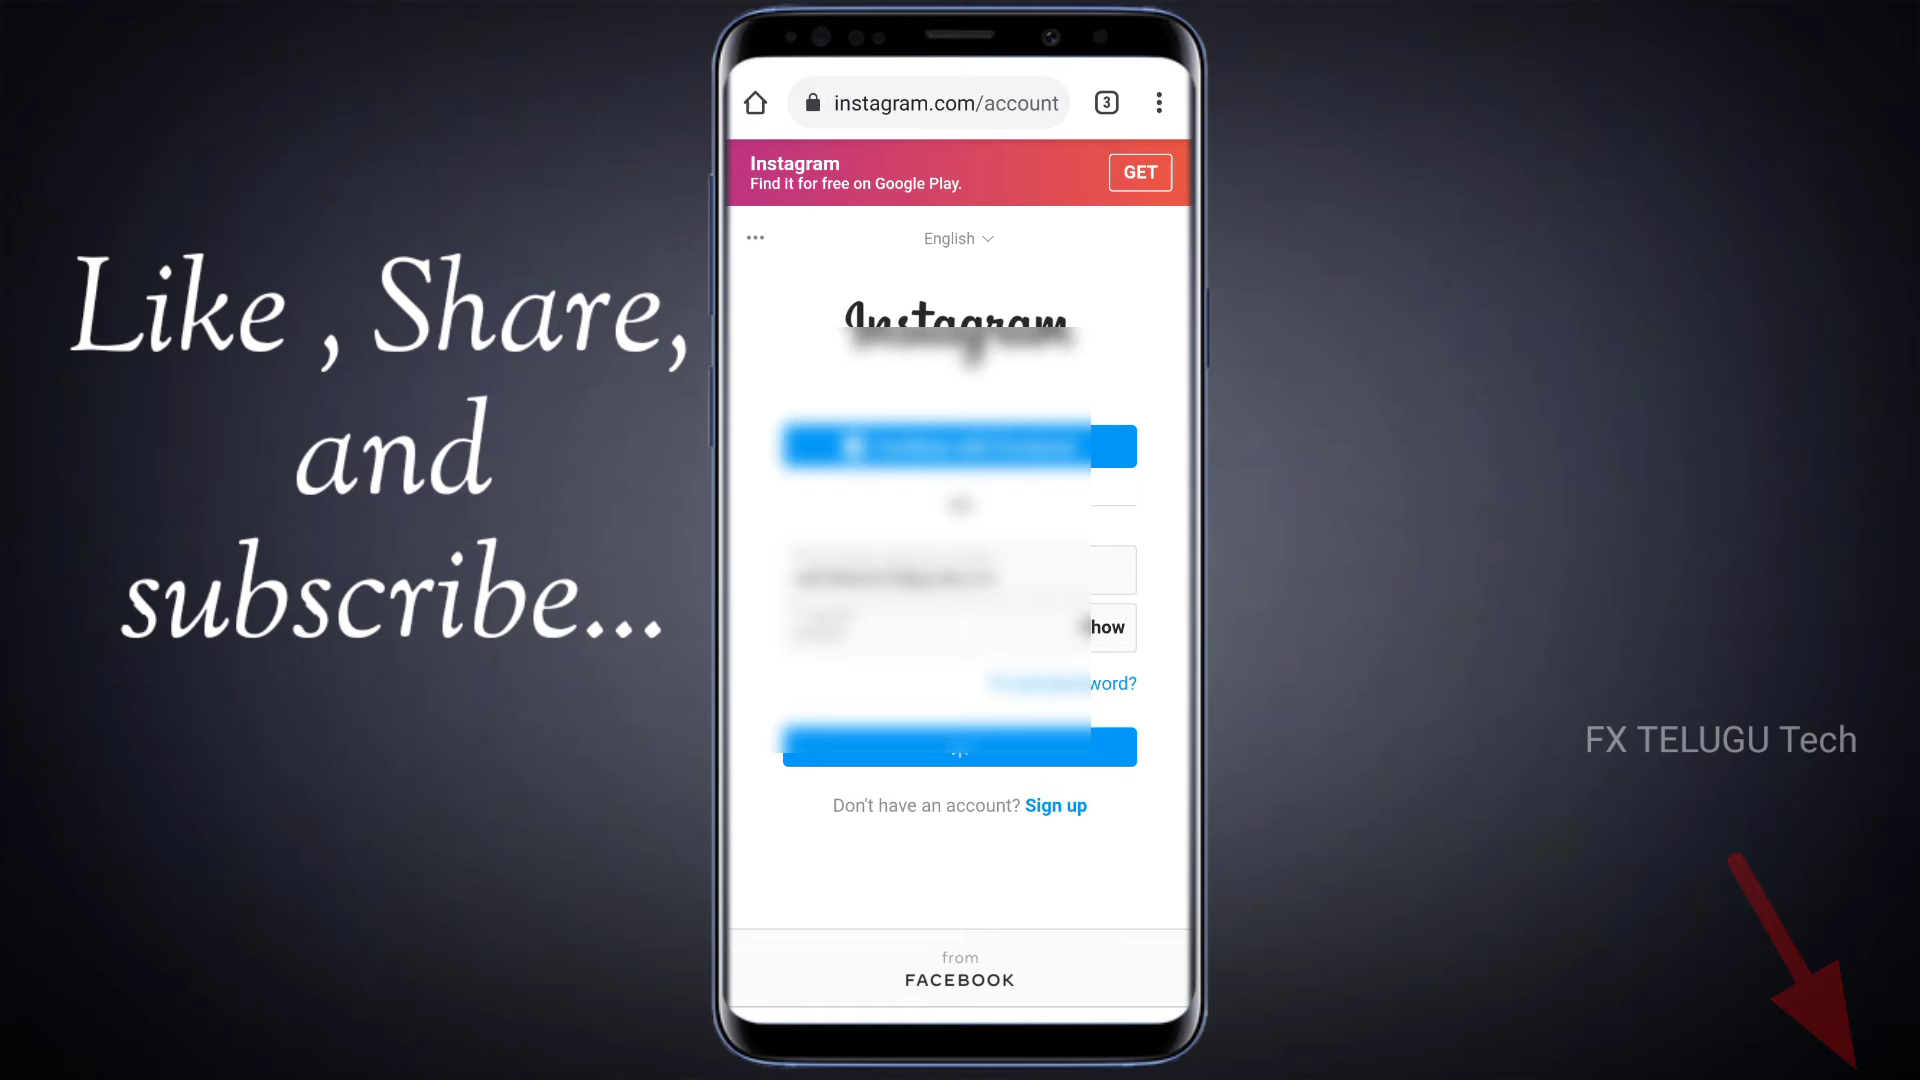 Like , Share,
and
subscribe...
instagram.com/account
3
Instagram
Find it for free on Google Play.
GET
English
Instagram
how
word?
Don't have an account? Sign up
from
FACEBOOK
FX TELUGU Tech